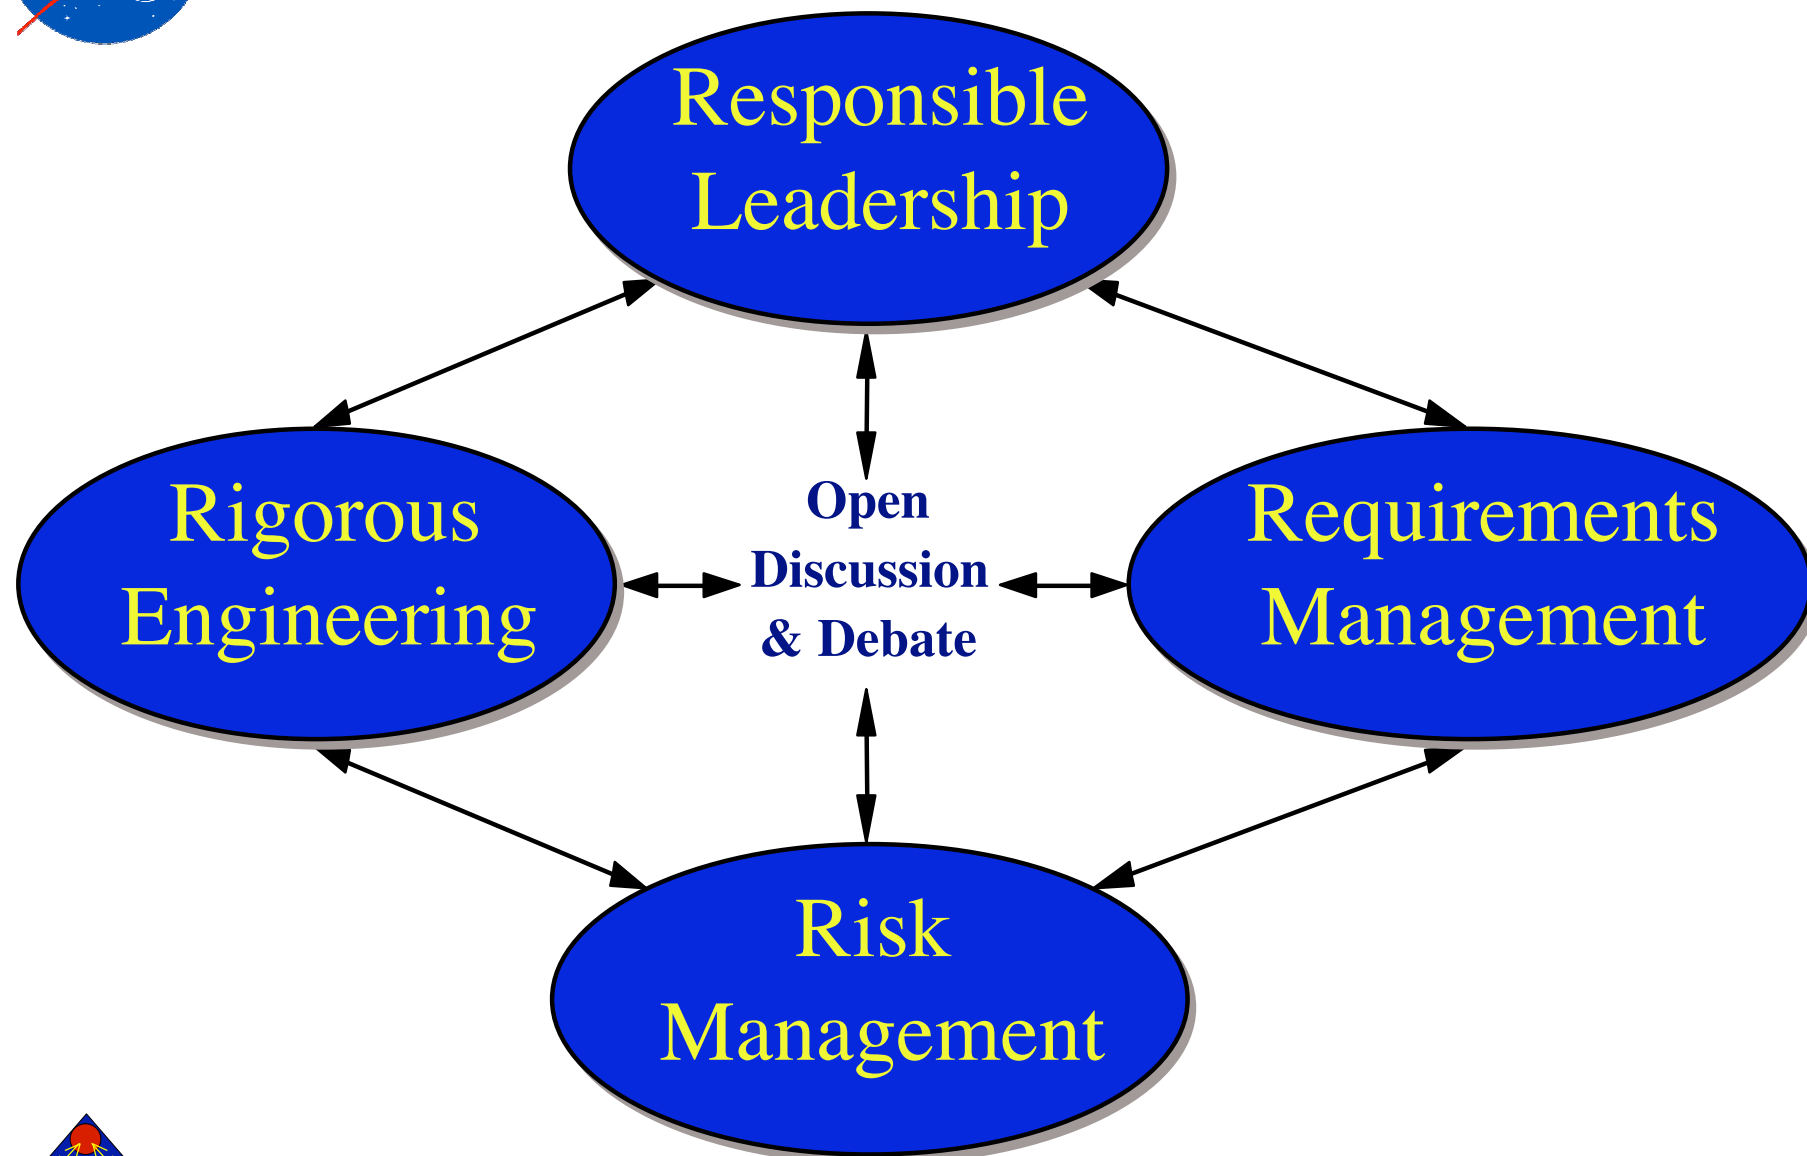 Responsible
Leadership
Rigorous
Engineering
Open
Discussion
& Debate
Requirements
Management
Risk
Management